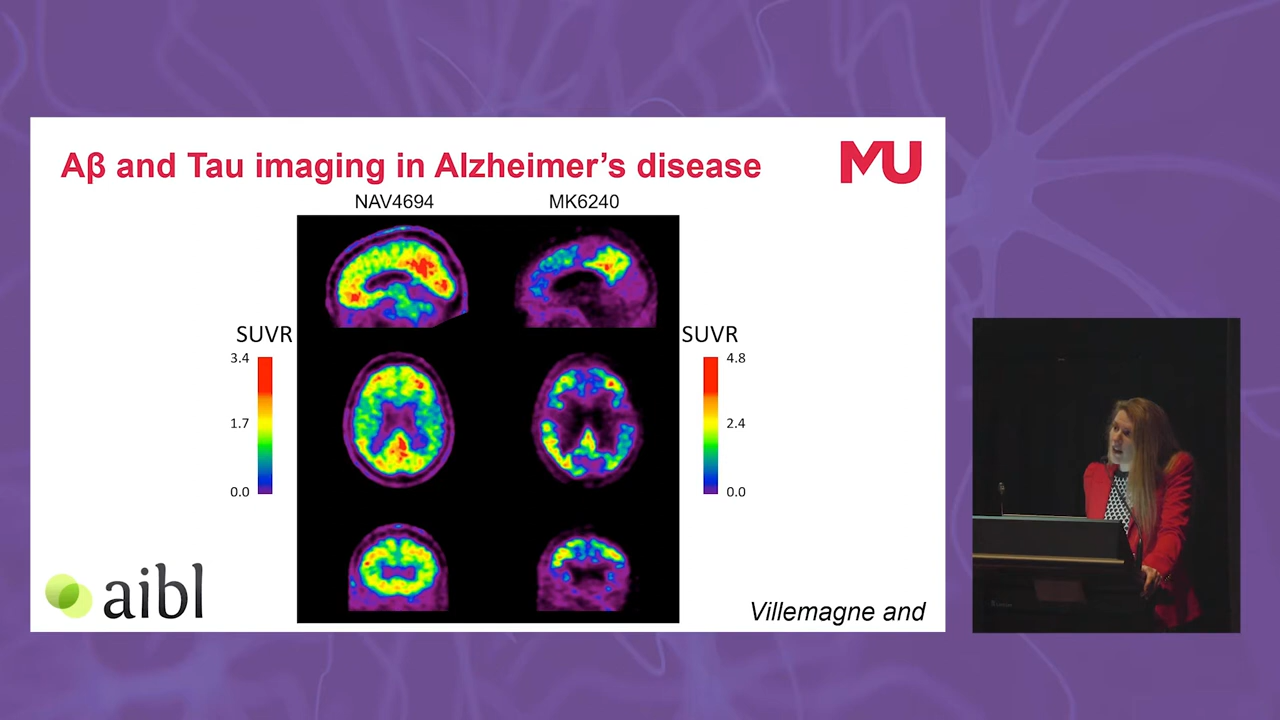 Aβ and Tau imaging in Alzheimer’s disease
MU
NAV4694
MK6240
SUVR
3.4
1.7
0.0
SUVR
4.8
2.4
0.0
aibl
Villemagne and